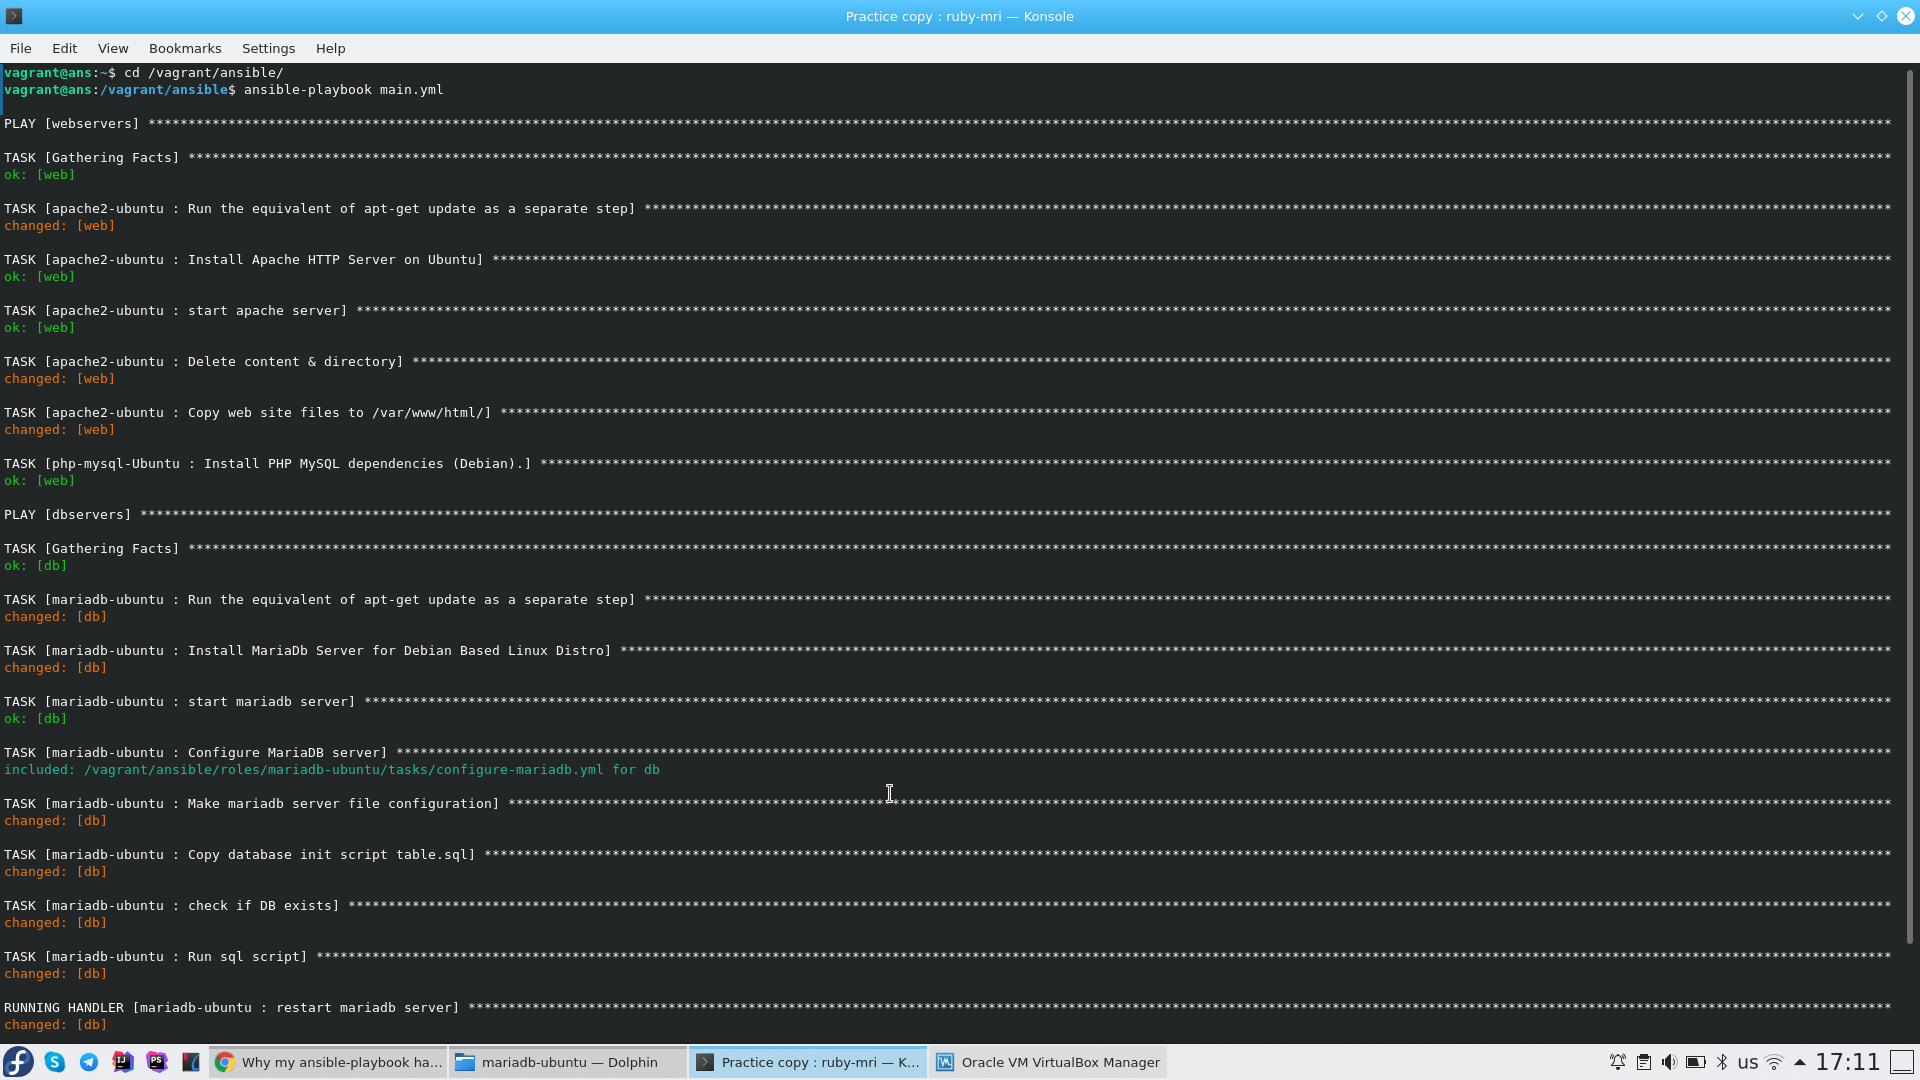 Practice copy : ruby-mri — Konsole
File Edit View Bookmarks Settings Help
vagrant@ans:~$ cd /vagrant/ansible/
vagrant@ans:/vagrant/ansible$ ansible-playbook main.yml
PLAY [webservers] ****
TASK [Gathering Facts] ****
ok: [web]
TASK [apache2-ubuntu : Run the equivalent of apt-get update as a separate step] ****
changed: [web]
TASK [apache2-ubuntu : Install Apache HTTP Server on Ubuntu] ****
ok: [web]
TASK [apache2-ubuntu : start apache server] ****
ok: [web]
TASK [apache2-ubuntu : Delete content & directory] ****
changed: [web]
TASK [apache2-ubuntu : Copy web site files to /var/www/html/] ****
changed: [web]
TASK [php-mysql-Ubuntu : Install PHP MySQL dependencies (Debian).] ****
ok: [web]
PLAY [dbservers] ****
TASK [Gathering Facts] ****
ok: [db]
TASK [mariadb-ubuntu : Run the equivalent of apt-get update as a separate step] ****
changed: [db]
TASK [mariadb-ubuntu : Install MariaDb Server for Debian Based Linux Distro] ****
changed: [db]
TASK [mariadb-ubuntu : start mariadb server] ****
ok: [db]
TASK [mariadb-ubuntu : Configure MariaDB server] ****
included: /vagrant/ansible/roles/mariadb-ubuntu/tasks/configure-mariadb.yml for db
TASK [mariadb-ubuntu : Make mariadb server file configuration] ****
changed: [db]
TASK [mariadb-ubuntu : Copy database init script table.sql] ****
changed: [db]
TASK [mariadb-ubuntu : check if DB exists] ****
changed: [db]
TASK [mariadb-ubuntu : Run sql script] ****
changed: [db]
RUNNING HANDLER [mariadb-ubuntu : restart mariadb server] ****
changed: [db]
Why my ansible-playbook ha... mariadb-ubuntu — Dolphin Practice copy : ruby-mri — K... Oracle VM VirtualBox Manager us 17:11